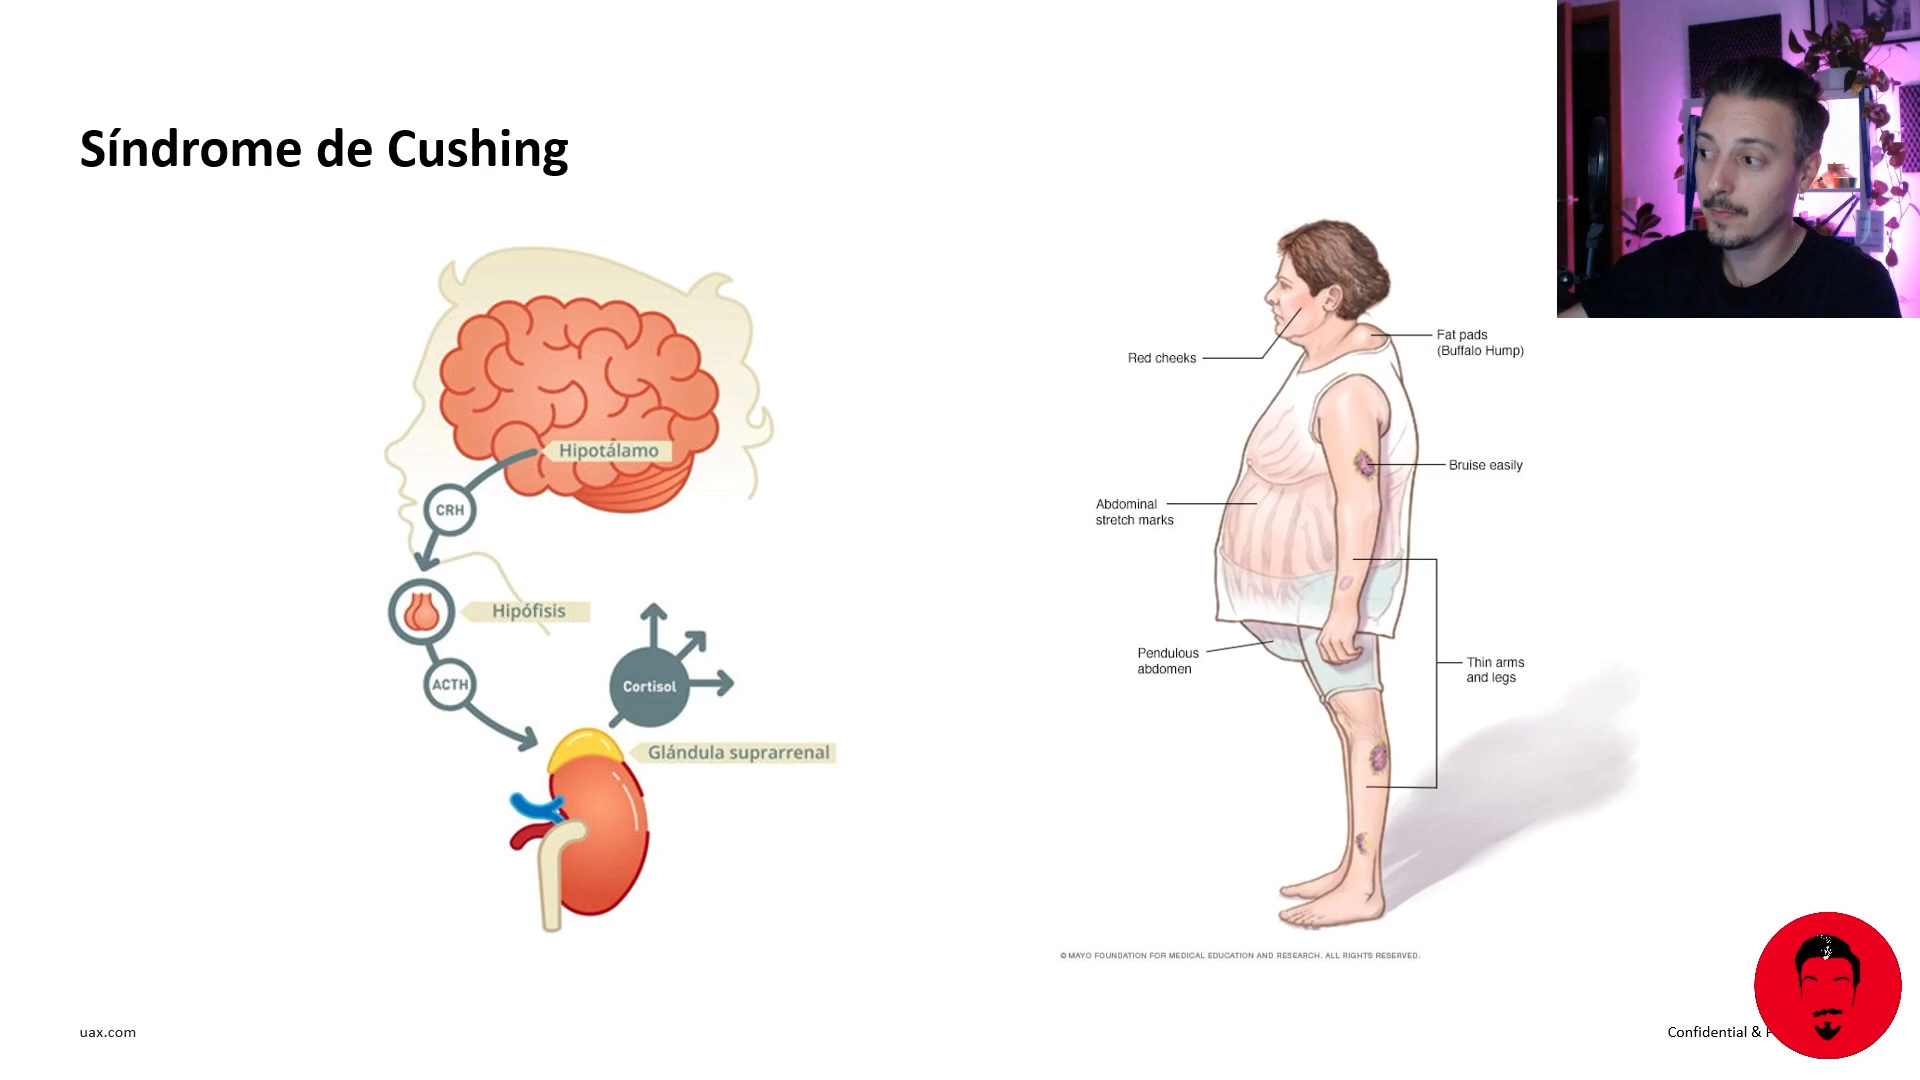 Síndrome de Cushing
Hipotálamo
CRH
Hipófisis
ACTH
Cortisol
Glándula suprarrenal
Red cheeks
Fat pads
(Buffalo Hump)
Bruise easily
Abdominal
stretch marks
Pendulous
abdomen
Thin arms
and legs
© MAYO FOUNDATION FOR MEDICAL EDUCATION AND RESEARCH. ALL RIGHTS RESERVED.
uax.com
Confidential &